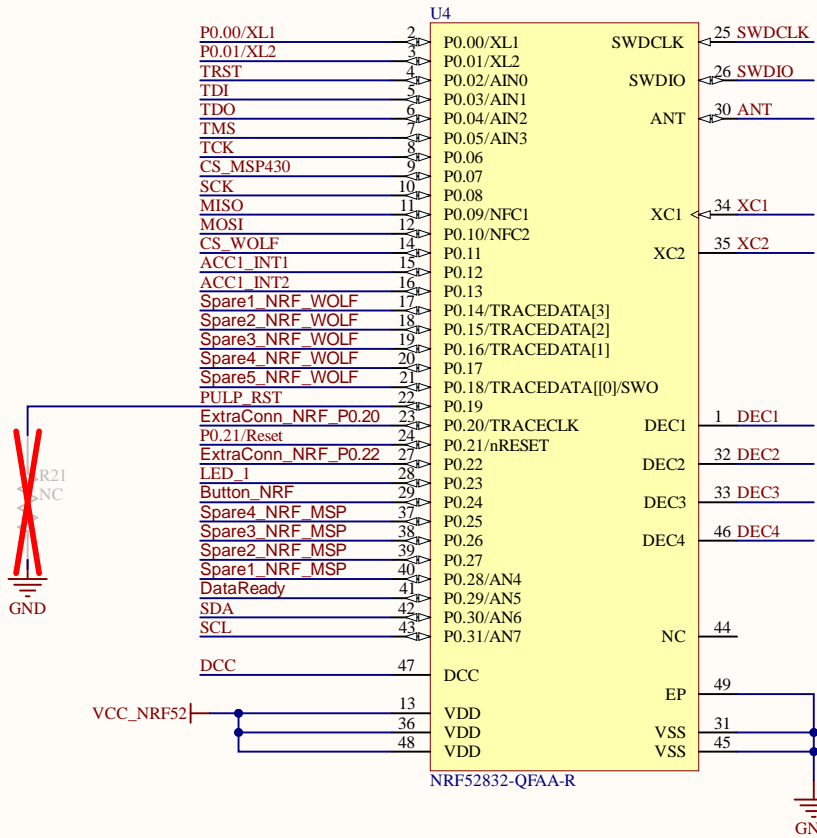 U4
P0.00/XL1 2 P0.00/XL1 SWDCLK 25 SWDCLK
P0.01/XL2 3 P0.01/XL2
TRST 4 P0.02/AIN0 SWDIO 26 SWDIO
TDI 5 P0.03/AIN1
TDO 6 P0.04/AIN2 ANT 30 ANT
TMS 7 P0.05/AIN3
TCK 8 P0.06
CS_MSP430 9 P0.07
SCK 10 P0.08
MISO 11 P0.09/NFC1 XC1 34 XC1
MOSI 12 P0.10/NFC2
CS_WOLF 14 P0.11 XC2 35 XC2
ACC1_INT1 15 P0.12
ACC1_INT2 16 P0.13
Spare1_NRF_WOLF 17 P0.14/TRACEDATA[3]
Spare2_NRF_WOLF 18 P0.15/TRACEDATA[2]
Spare3_NRF_WOLF 19 P0.16/TRACEDATA[1]
Spare4_NRF_WOLF 20 P0.17
Spare5_NRF_WOLF 21 P0.18/TRACEDATA[[0]/SWO
PULP_RST 22 P0.19
ExtraConn_NRF_P0.20 23 P0.20/TRACECLK DEC1 1 DEC1
P0.21/Reset 24 P0.21/nRESET
ExtraConn_NRF_P0.22 27 P0.22 DEC2 32 DEC2
LED_1 28 P0.23
Button_NRF 29 P0.24 DEC3 33 DEC3
Spare4_NRF_MSP 37 P0.25
Spare3_NRF_MSP 38 P0.26 DEC4 46 DEC4
Spare2_NRF_MSP 39 P0.27
Spare1_NRF_MSP 40 P0.28/AN4
DataReady 41 P0.29/AN5
SDA 42 P0.30/AN6
SCL 43 P0.31/AN7 NC 44
R21
NC
GND
DCC 47 DCC
EP 49
VCC_NRF52 13 VDD
36 VDD VSS 31
48 VDD VSS 45
NRF52832-QFAA-R